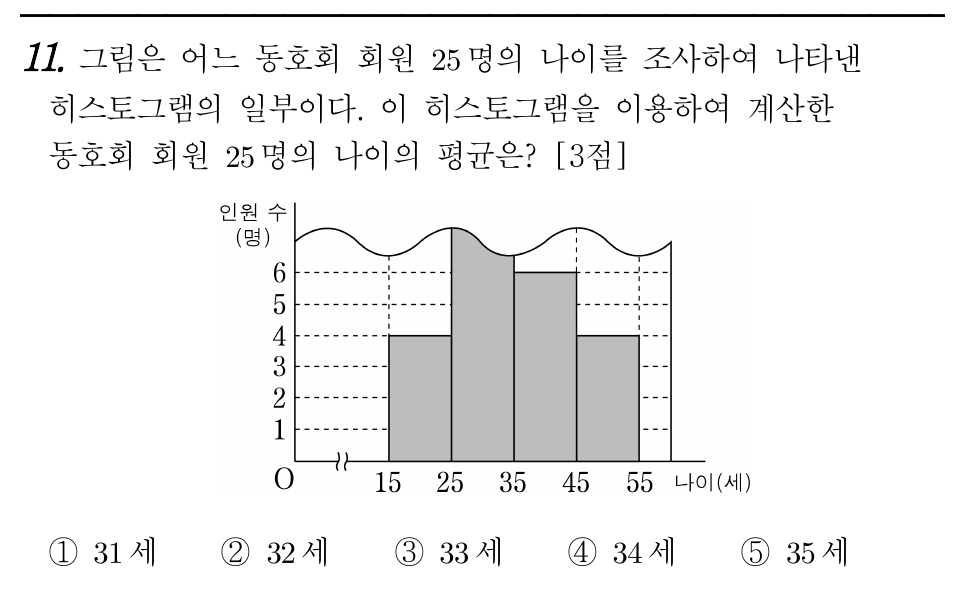 11. 그림은 어느 동호회 회원 25명의 나이를 조사하여 나타낸
히스토그램의 일부이다. 이 히스토그램을 이용하여 계산한
동호회 회원 25명의 나이의 평균은? [3점]
인원 수
(명)
6
5
4
3
2
1
O 15 25 35 45 55 나이(세)
① 31세 ② 32세 ③ 33세 ④ 34세 ⑤ 35세